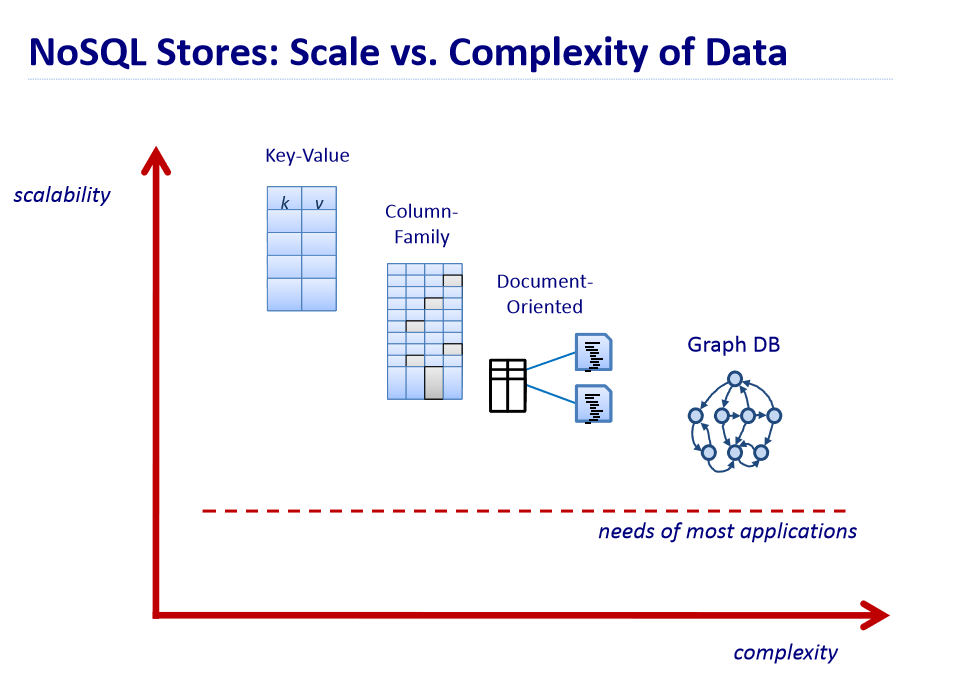 NoSQL Stores: Scale vs. Complexity of Data
Key-Value
scalability
k v
Column-
Family
Document-
Oriented
Graph DB
needs of most applications
complexity